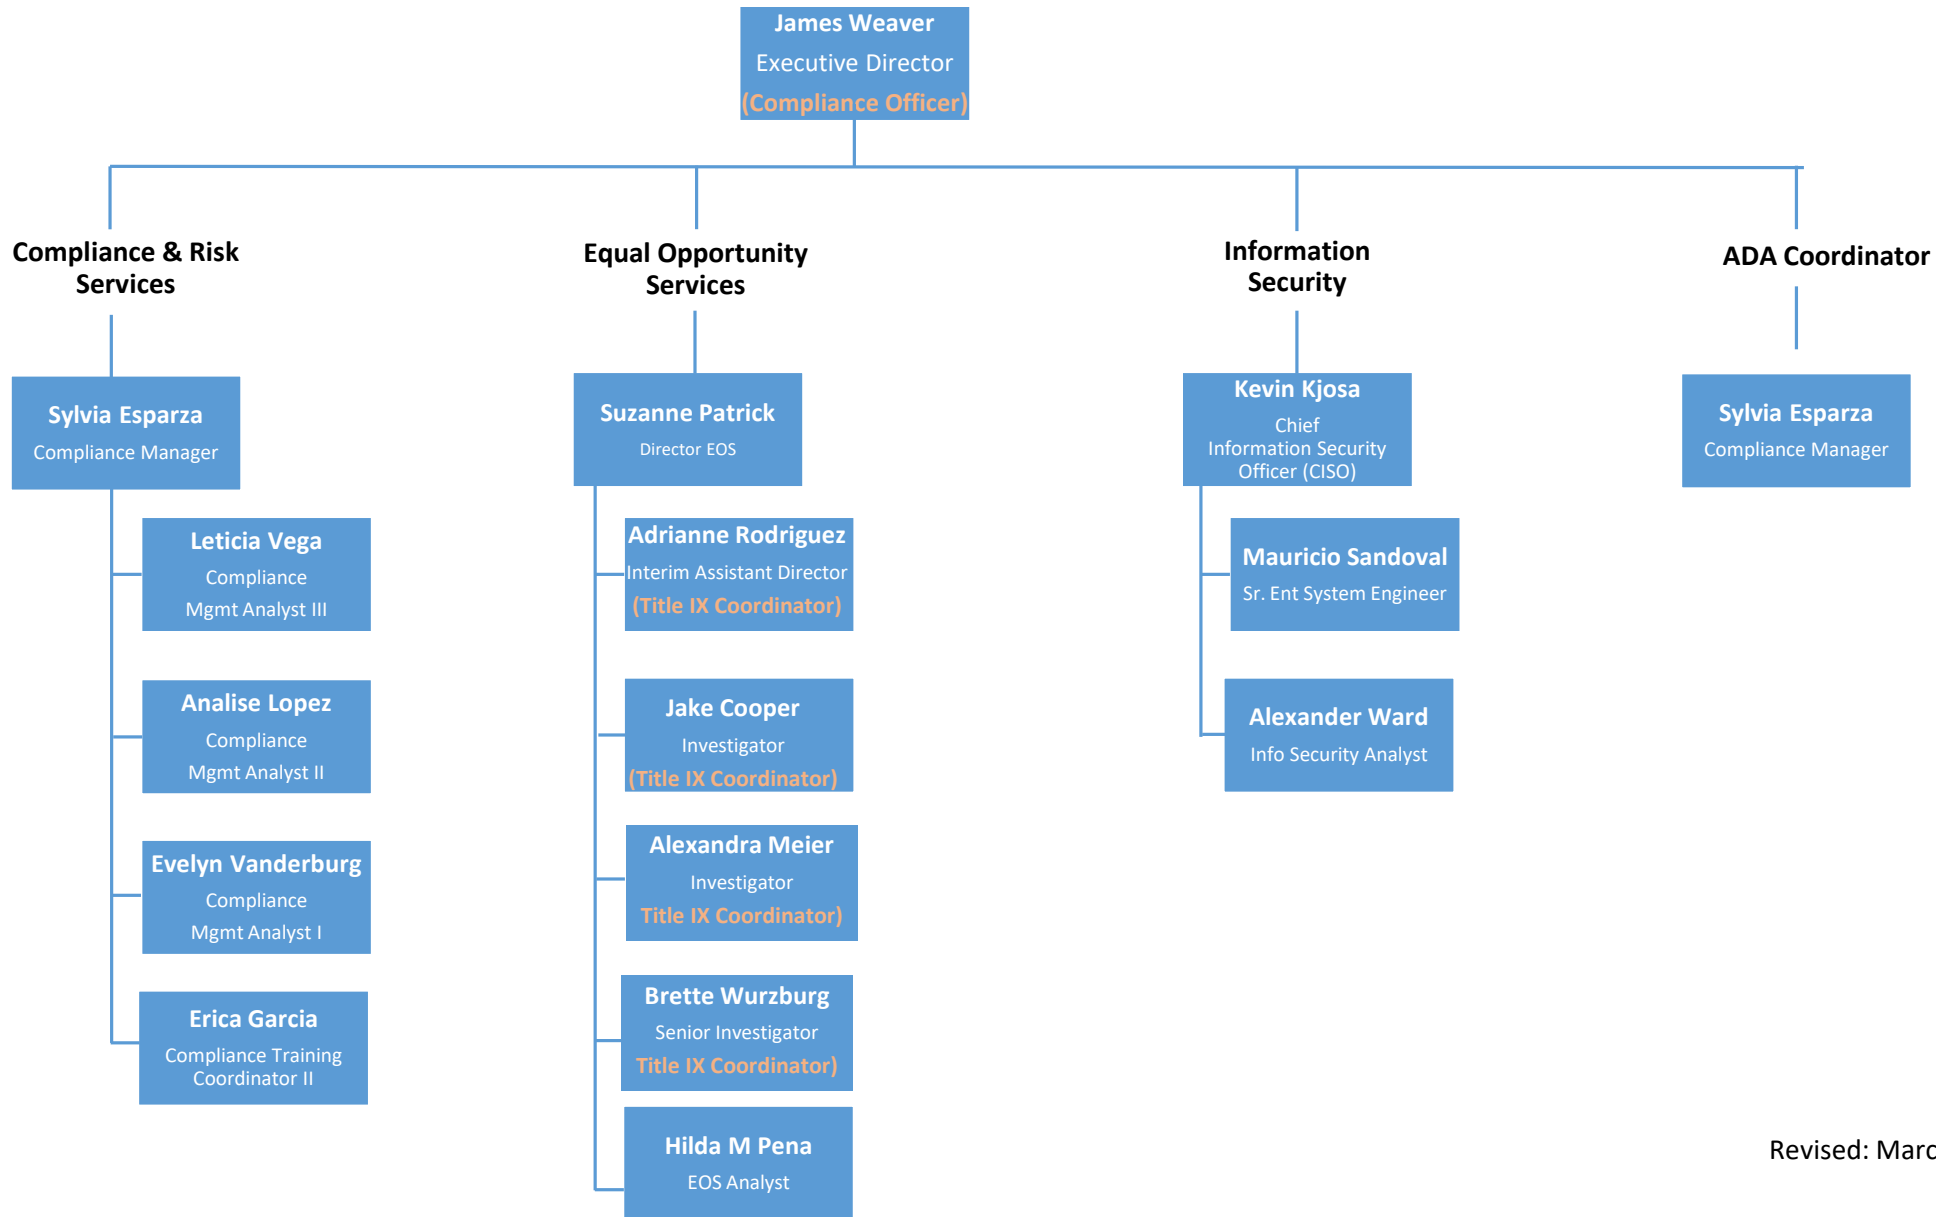 James Weaver
Executive Director
(Compliance Officer)
Compliance & Risk
Services
Equal Opportunity
Services
Information
Security
ADA Coordinator
Sylvia Esparza
Compliance Manager
Leticia Vega
Compliance
Mgmt Analyst III
Analise Lopez
Compliance
Mgmt Analyst II
Evelyn Vanderburg
Compliance
Mgmt Analyst I
Erica Garcia
Compliance Training
Coordinator II
Suzanne Patrick
Director EOS
Adrianne Rodriguez
Interim Assistant Director
(Title IX Coordinator)
Jake Cooper
Investigator
(Title IX Coordinator)
Alexandra Meier
Investigator
Title IX Coordinator)
Brette Wurzburg
Senior Investigator
Title IX Coordinator)
Hilda M Pena
EOS Analyst
Kevin Kjosa
Chief
Information Security
Officer (CISO)
Mauricio Sandoval
Sr. Ent System Engineer
Alexander Ward
Info Security Analyst
Sylvia Esparza
Compliance Manager
Revised: Marc